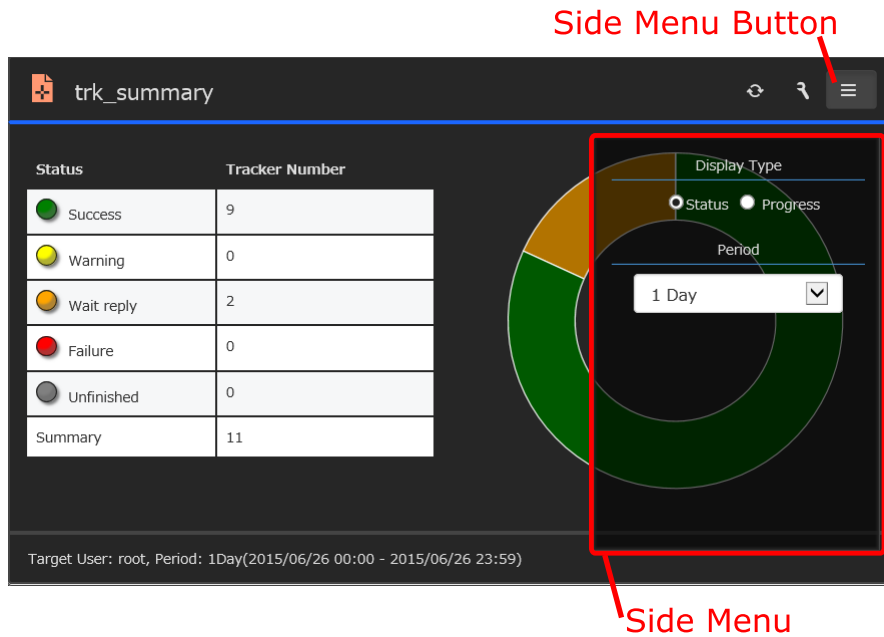 Side Menu Button
trk_summary
Status Tracker Number
Success 9
Warning 0
Wait reply 2
Failure 0
Unfinished 0
Summary 11
Display Type
Status Progress
Period
1 Day
Target User: root, Period: 1Day(2015/06/26 00:00 - 2015/06/26 23:59)
Side Menu